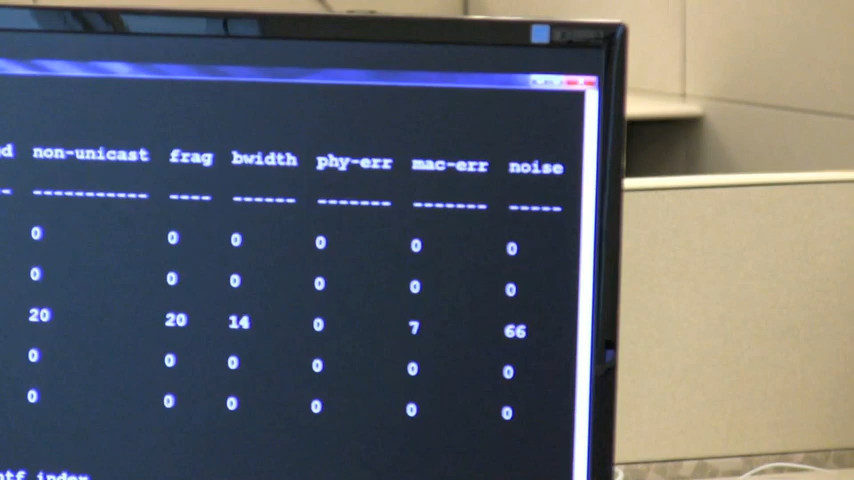 d non-unicast frag bwidth phy-err mac-err noise
- ----------- ---- ------ ------- ------- -----
0 0 0 0 0 0
0 0 0 0 0 0
20 20 14 0 7 66
0 0 0 0 0 0
0 0 0 0 0 0
ntf index